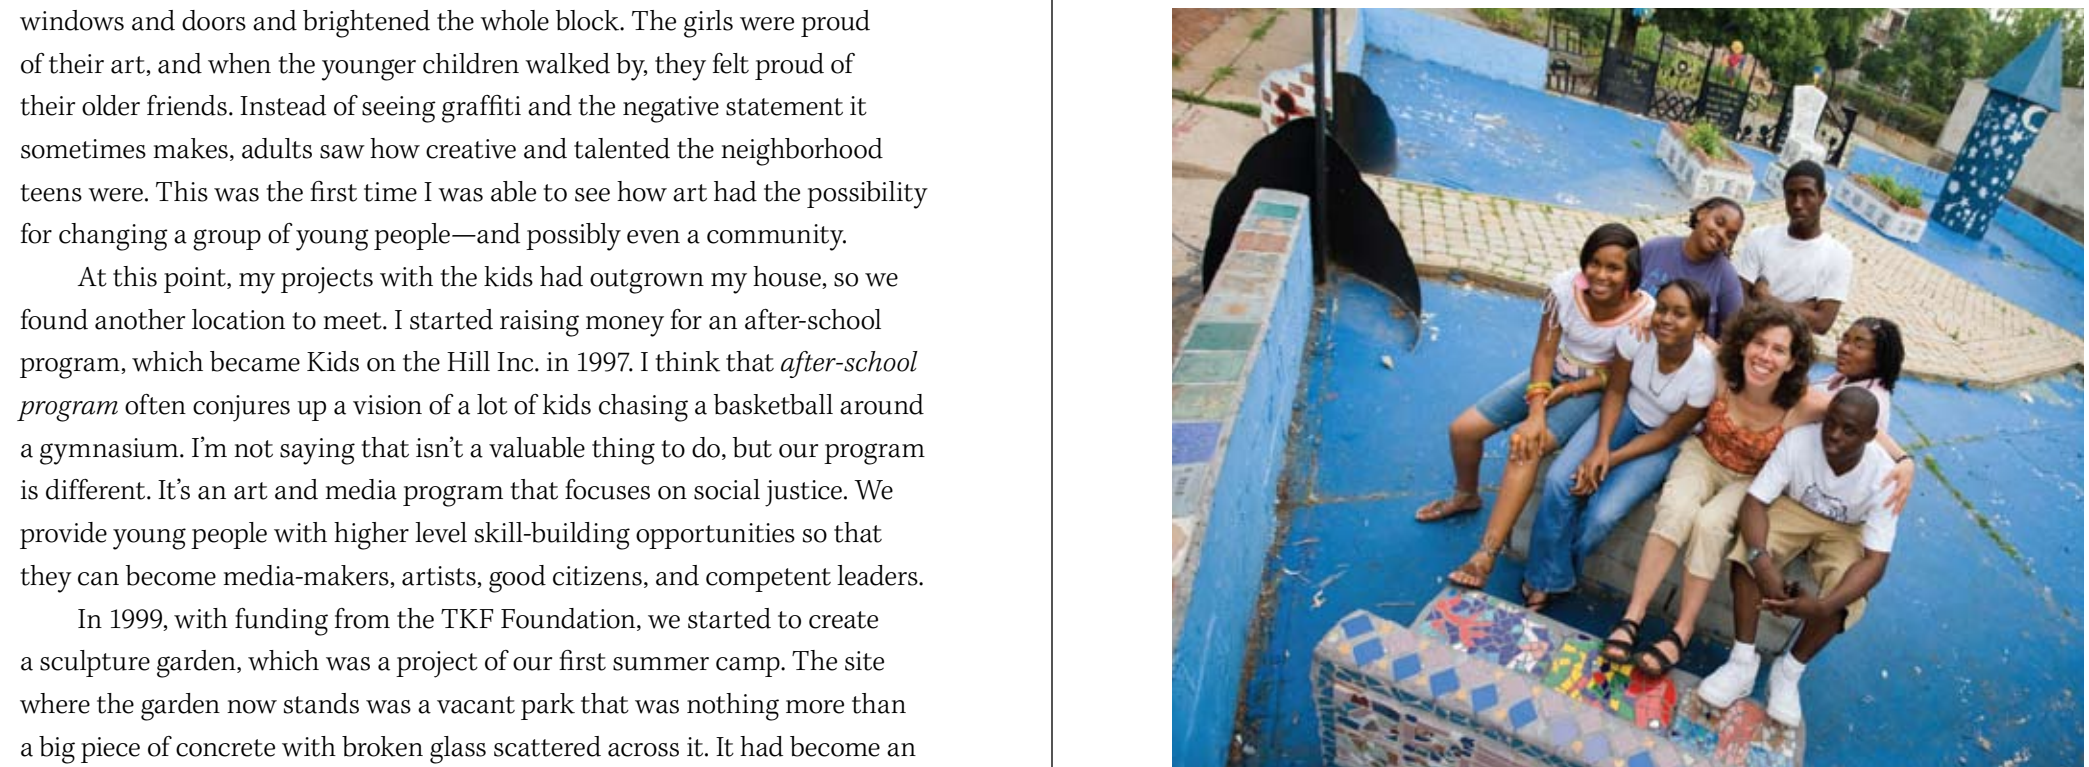 windows and doors and brightened the whole block. The girls were proud
of their art, and when the younger children walked by, they felt proud of
their older friends. Instead of seeing graffiti and the negative statement it
sometimes makes, adults saw how creative and talented the neighborhood
teens were. This was the first time I was able to see how art had the possibility
for changing a group of young people—and possibly even a community.
At this point, my projects with the kids had outgrown my house, so we
found another location to meet. I started raising money for an after-school
program, which became Kids on the Hill Inc. in 1997. I think that after-school
program often conjures up a vision of a lot of kids chasing a basketball around
a gymnasium. I’m not saying that isn’t a valuable thing to do, but our program
is different. It’s an art and media program that focuses on social justice. We
provide young people with higher level skill-building opportunities so that
they can become media-makers, artists, good citizens, and competent leaders.
In 1999, with funding from the TKF Foundation, we started to create
a sculpture garden, which was a project of our first summer camp. The site
where the garden now stands was a vacant park that was nothing more than
a big piece of concrete with broken glass scattered across it. It had become an